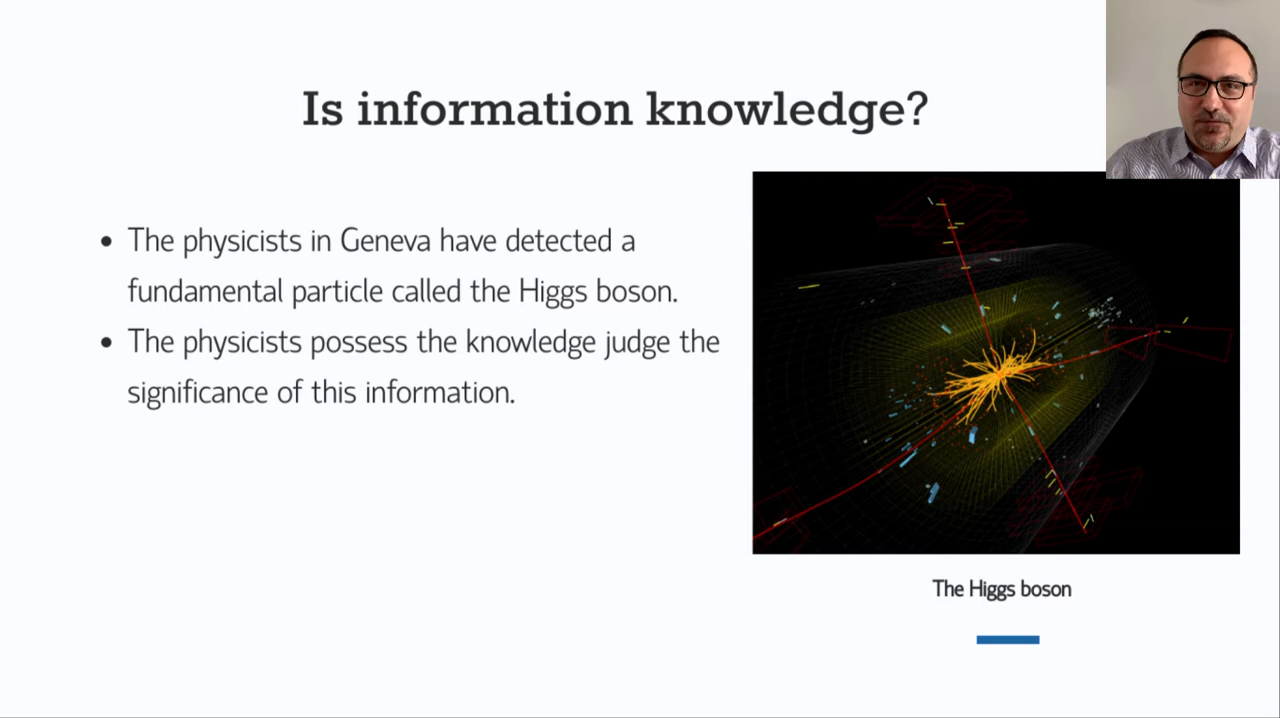 Is information knowledge?
• The physicists in Geneva have detected a
fundamental particle called the Higgs boson.
• The physicists possess the knowledge judge the
significance of this information.
The Higgs boson